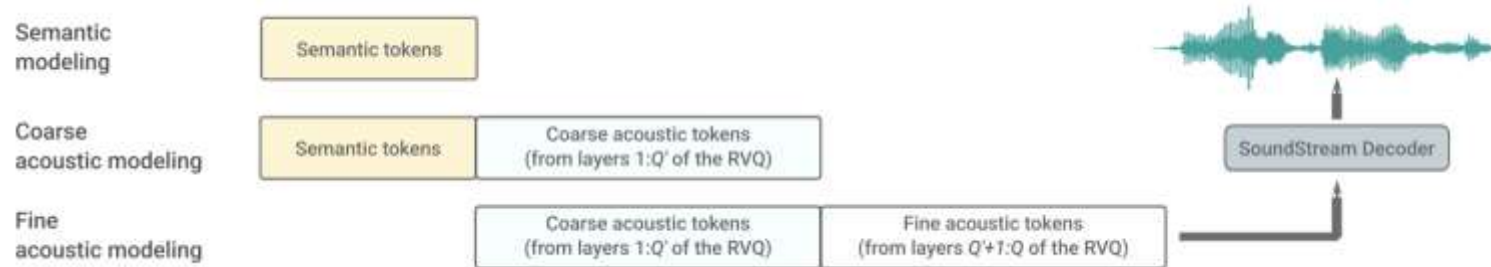 Semantic
modeling
Semantic tokens
Coarse
acoustic modeling
Semantic tokens
Coarse acoustic tokens
(from layers 1:Q' of the RVQ)
SoundStream Decoder
Fine
acoustic modeling
Coarse acoustic tokens
(from layers 1:Q' of the RVQ)
Fine acoustic tokens
(from layers Q'+1:Q of the RVQ)